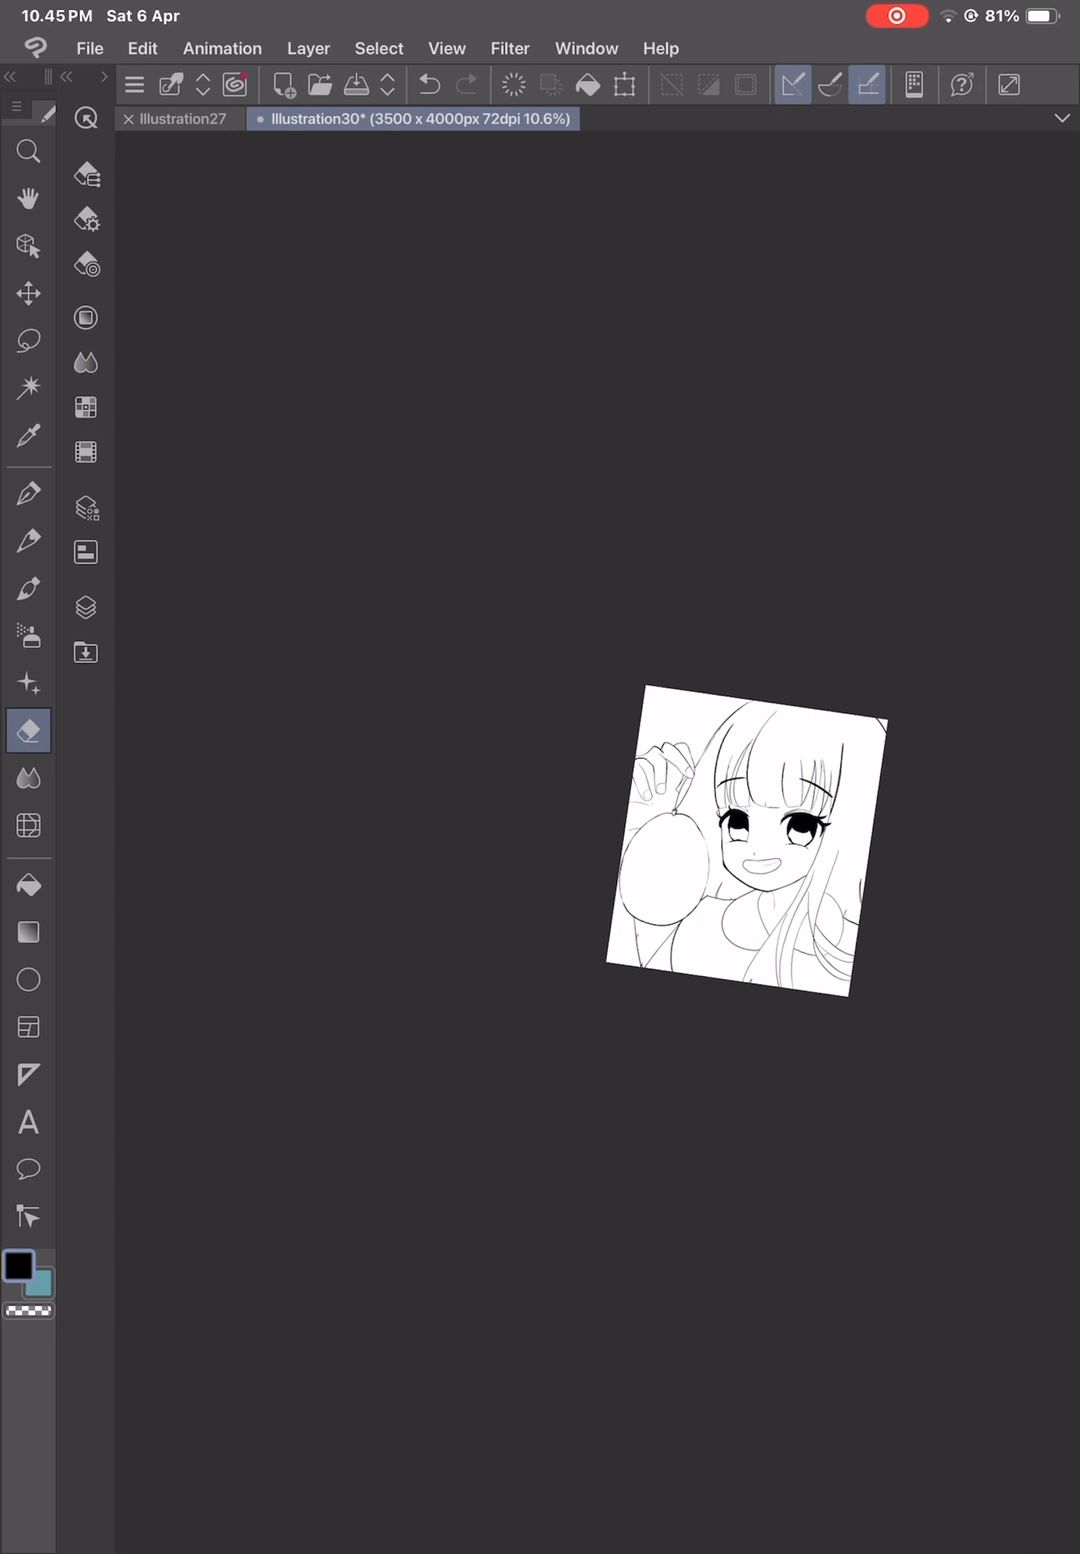 10.45 PM Sat 6 Apr 81%
File Edit Animation Layer Select View Filter Window Help
Illustration27 Illustration30* (3500 x 4000px 72dpi 10.6%)
A